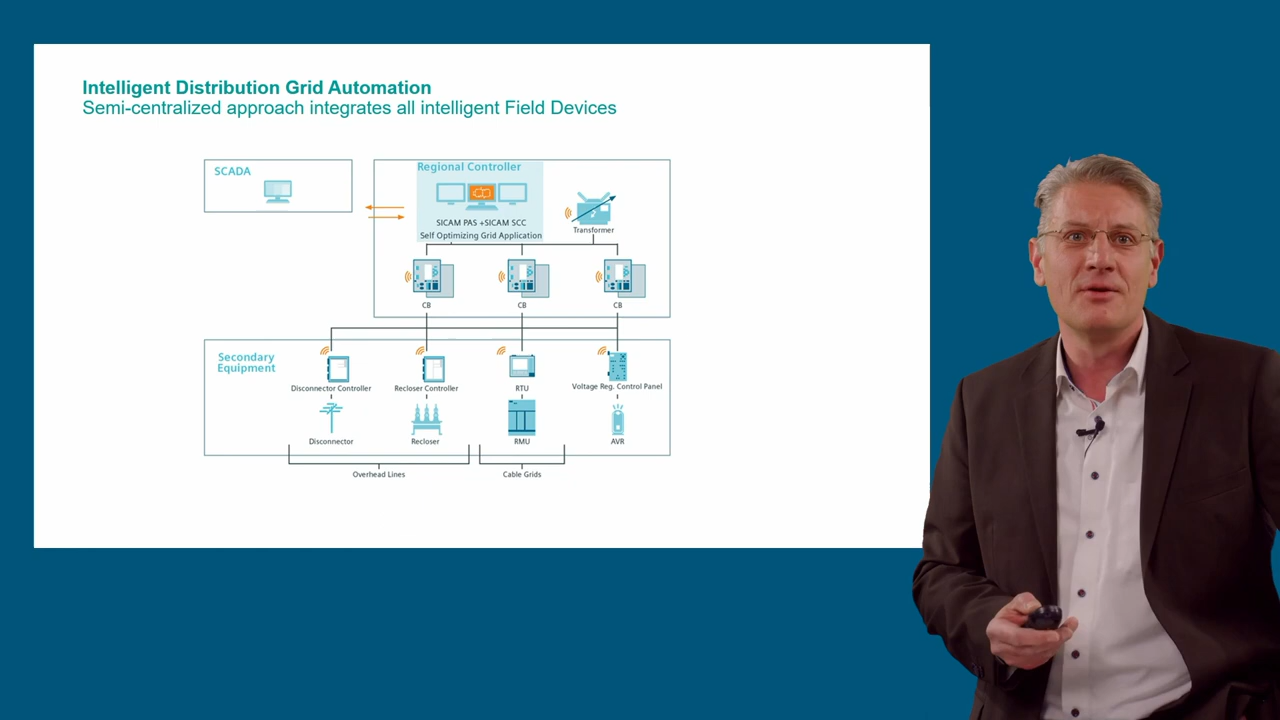 Intelligent Distribution Grid Automation
Semi-centralized approach integrates all intelligent Field Devices
SCADA
Regional Controller
SICAM PAS +SICAM SCC
Self Optimizing Grid Application
Transformer
CB
CB
CB
Secondary
Equipment
Disconnector Controller
Recloser Controller
RTU
Voltage Reg. Control Panel
Disconnector
Recloser
RMU
AVR
Overhead Lines
Cable Grids